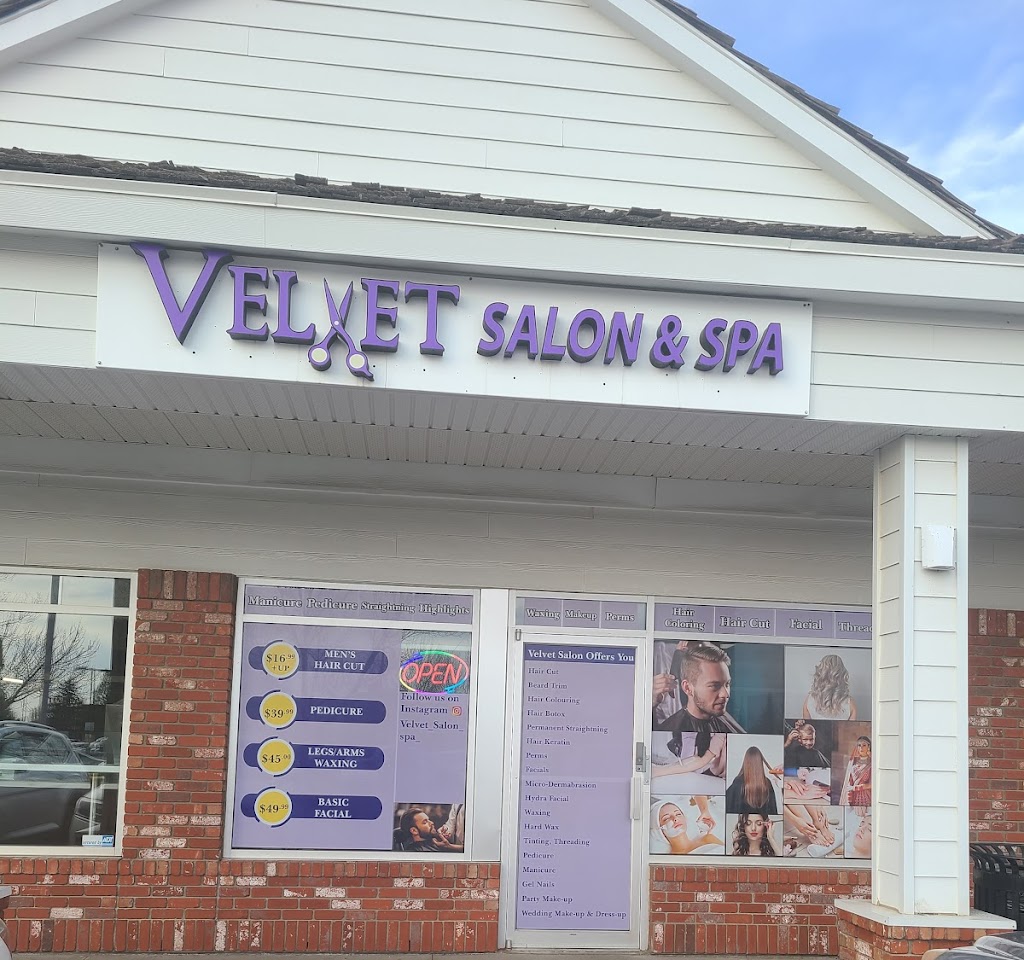 VELVET SALON & SPA
Manicure Pedicure Straightning Highlights
$16.99
+UP
MEN'S
HAIR CUT
$39.99
PEDICURE
$45.00
LEGS/ARMS
WAXING
$49.99
BASIC
FACIAL
OPEN
Follow us on
Instagram
Velvet_Salon_
spa_
Waxing Makeup Perms
Velvet Salon Offers You
Hair Cut
Beard Trim
Hair Colouring
Hair Botox
Permanent Straightning
Hair Keratin
Perms
Facials
Micro-Dermabrasion
Hydra Facial
Waxing
Hard Wax
Tinting, Threading
Pedicure
Manicure
Get Nails
Party Make-up
Wedding Make-up & Dress-up
Hair
Coloring
Hair Cut
Facial
Thread